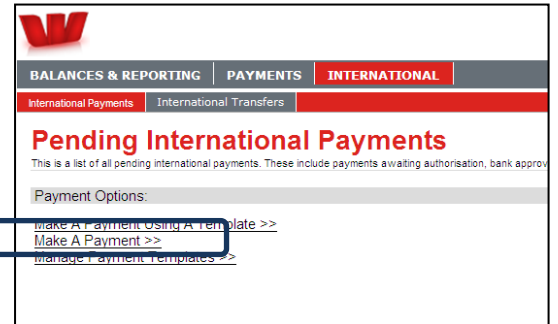 BALANCES & REPORTING PAYMENTS INTERNATIONAL
International Payments International Transfers
Pending International Payments
This is a list of all pending international payments. These include payments awaiting authorisation, bank approv
Payment Options:
Make A Payment Using A Template >>
Make A Payment >>
Manage Payment Templates >>